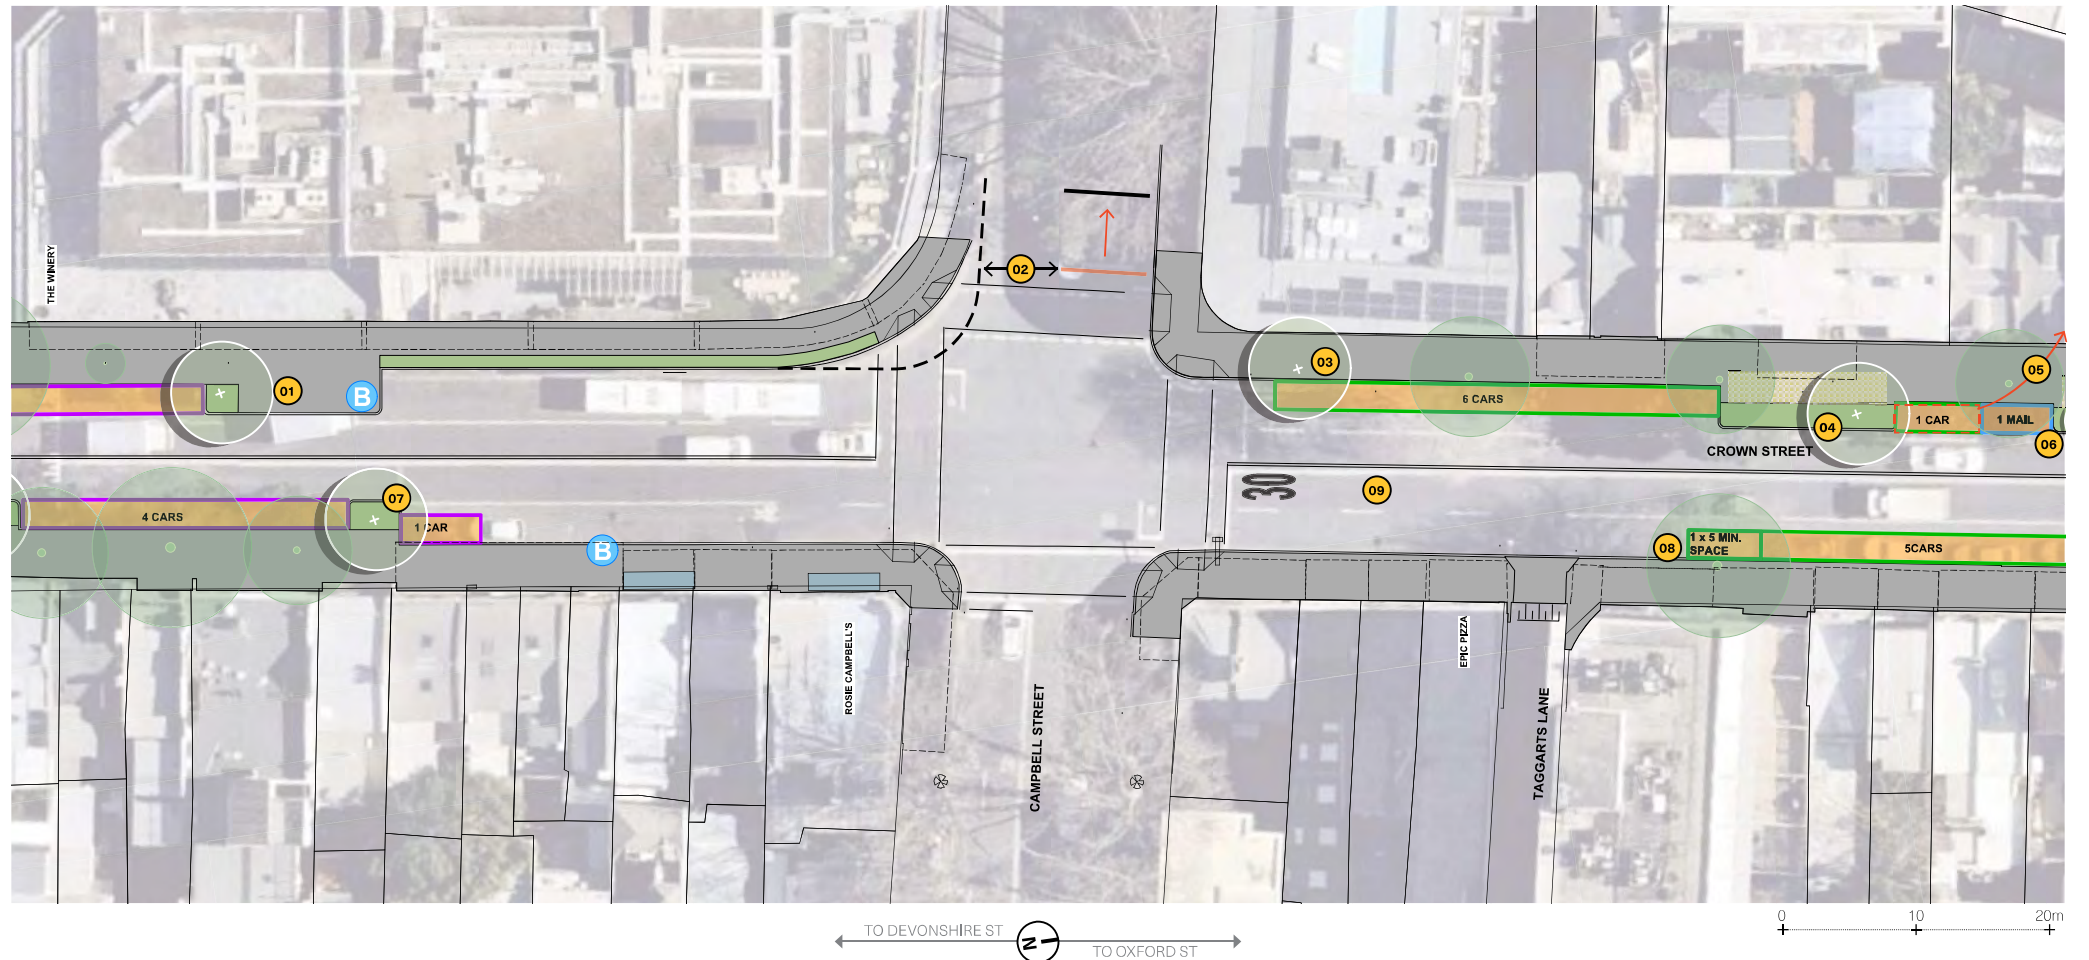 THE WINERY
02
03
01
B
6 CARS
05
04
1 CAR
1 MAIL
06
CROWN STREET
07
30
09
4 CARS
1 CAR
B
08
1 x 5 MIN.
SPACE
5CARS
ROSIE CAMPBELL'S
EPIC PIZZA
CAMPBELL STREET
TAGGARTS LANE
0
10
20m
TO DEVONSHIRE ST
N
TO OXFORD ST